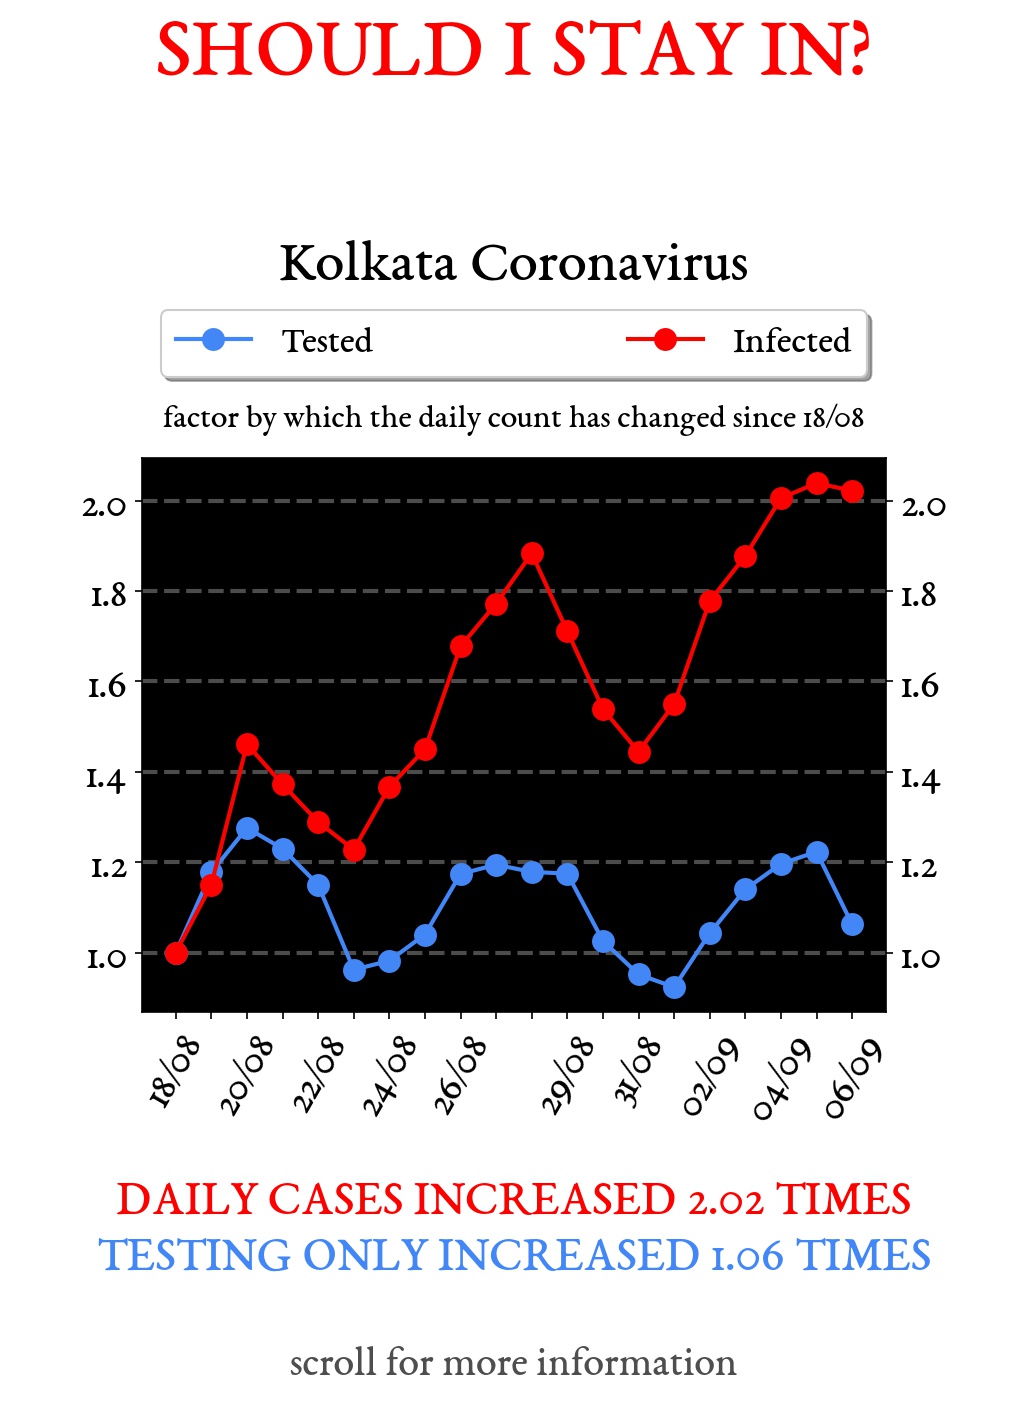 SHOULD I STAY IN?
Kolkata Coronavirus
Tested Infected
factor by which the daily count has changed since 18/08
2.0 2.0
1.8 1.8
1.6 1.6
1.4 1.4
1.2 1.2
1.0 1.0
18/08 20/08 22/08 24/08 26/08 29/08 31/08 02/09 04/09 06/09
DAILY CASES INCREASED 2.02 TIMES
TESTING ONLY INCREASED 1.06 TIMES
scroll for more information